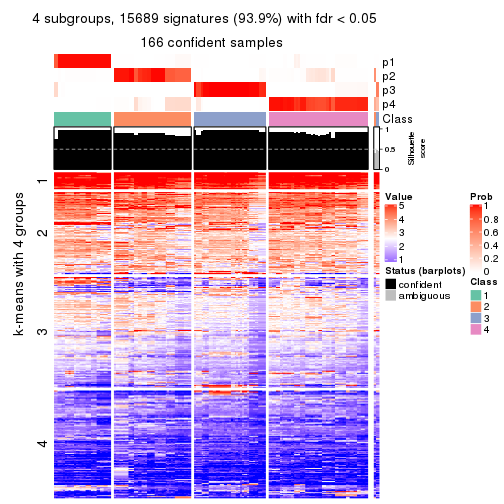 4 subgroups, 15689 signatures (93.9%) with fdr < 0.05
166 confident samples
p1
p2
p3
p4
Class
1
0.5
0
Silhouette
score
k-means with 4 groups
1
2
3
4
Value
5
4
3
2
1
Status (barplots)
confident
ambiguous
Prob
1
0.8
0.6
0.4
0.2
0
Class
1
2
3
4